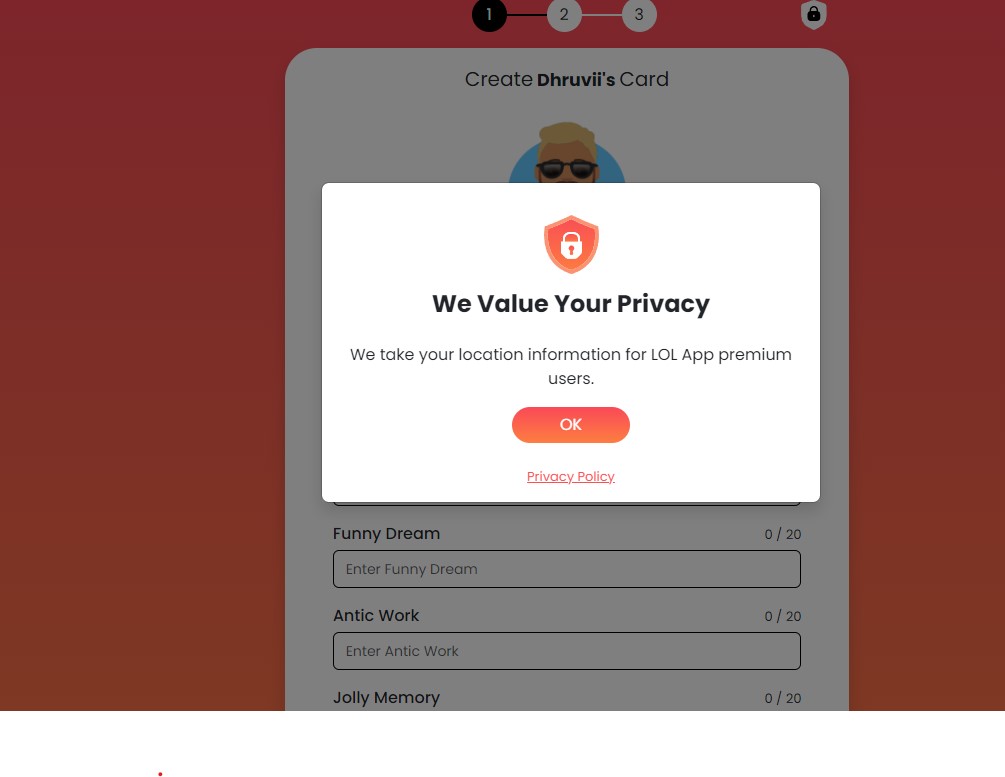 1 2 3
Create Dhruvii's Card
We Value Your Privacy
We take your location information for LOL App premium
users.
OK
Privacy Policy
Funny Dream 0 / 20
Enter Funny Dream
Antic Work 0 / 20
Enter Antic Work
Jolly Memory 0 / 20